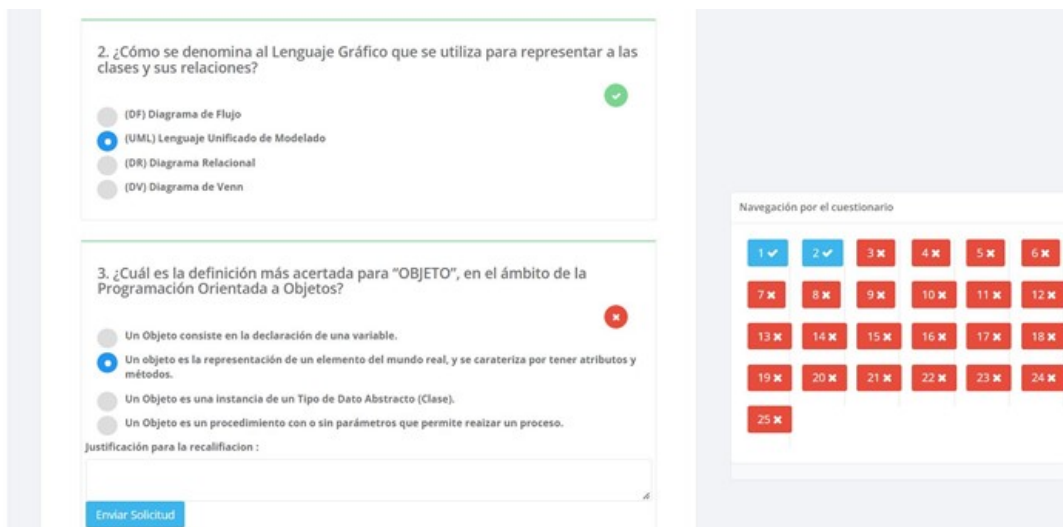 2. ¿Cómo se denomina al Lenguaje Gráfico que se utiliza para representar a las
clases y sus relaciones?
(DF) Diagrama de Flujo
(UML) Lenguaje Unificado de Modelado
(DR) Diagrama Relacional
(DV) Diagrama de Venn
3. ¿Cuál es la definición más acertada para “OBJETO”, en el ámbito de la
Programación Orientada a Objetos?
Un Objeto consiste en la declaración de una variable.
Un objeto es la representación de un elemento del mundo real, y se carateriza por tener atributos y
métodos.
Un Objeto es una instancia de un Tipo de Dato Abstracto (Clase).
Un Objeto es un procedimiento con o sin parámetros que permite reaizar un proceso.
Justificación para la recalifiacion :
Enviar Solicitud
Navegación por el cuestionario
1 2 3 4 5 6
7 8 9 10 11 12
13 14 15 16 17 18
19 20 21 22 23 24
25